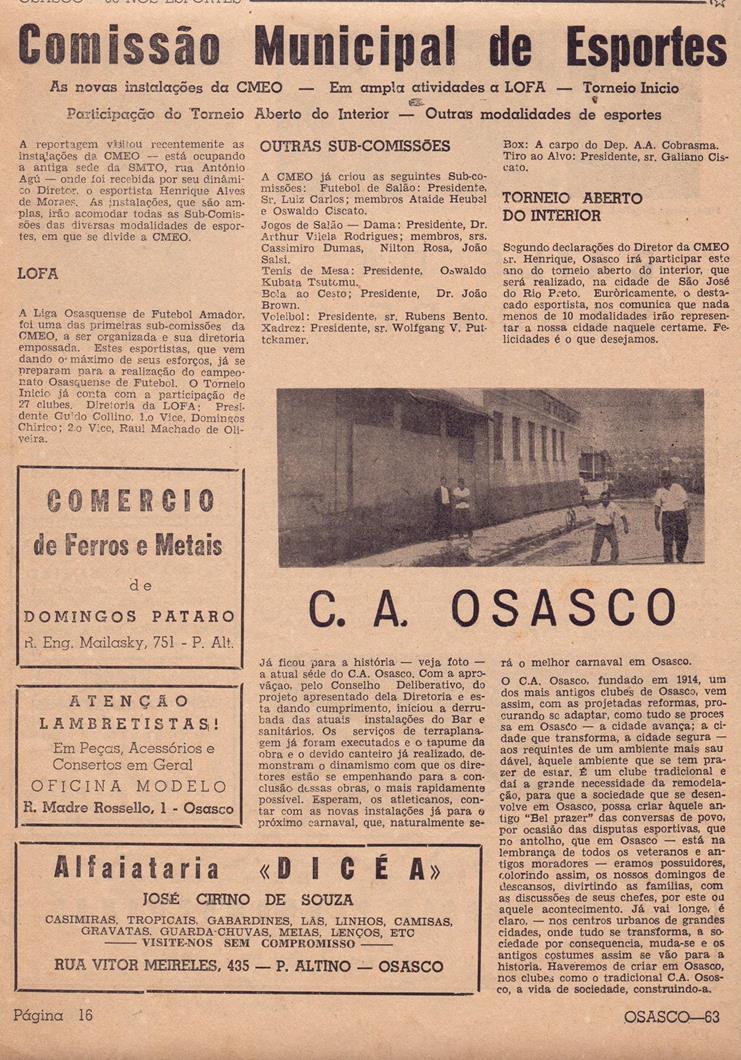 OSASCO — 63 NOS ESPORTES
Comissão Municipal de Esportes
As novas instalações da CMEO — Em ampla atividades a LOFA — Torneio Inicio
Participação do Torneio Aberto do Interior — Outras modalidades de esportes
A reportagem visitou recentemente as
instalações da CMEO — está ocupando
a antiga sede da SMTO, rua António
Agú — onde foi recebida por seu dinâmi-
co Diretor, o esportista Henrique Alves
de Moraes. As instalações, que são am-
plas, irão acomodar todas as Sub-Comis-
sões das diversas modalidades de espor-
tes, em que se divide a CMEO.
LOFA
A Liga Osasquense de Futebol Amador,
foi uma das primeiras sub-comissões da
CMEO, a ser organizada e sua diretoria
empossada. Estes esportistas, que vem
dando o máximo de seus esforços, já se
preparam para a realização do campeo-
nato Osasquense de Futebol. O Torneio
Inicio já conta com a participação de
27 clubes. Diretoria da LOFA: Presi-
dente Guido Collino, 1.o Vice, Domingos
Chirico; 2.o Vice, Raul Machado de Oli-
veira.
OUTRAS SUB-COMISSÕES
A CMEO já criou as seguintes Sub-co-
missões: Futebol de Salão: Presidente,
Sr. Luiz Carlos; membros Ataide Heubel
e Oswaldo Ciscato.
Jogos de Salão — Dama: Presidente, Dr.
Arthur Vilela Rodrigues; membros, srs.
Cassimiro Dumas, Nilton Rosa, João
Salsi.
Tenis de Mesa: Presidente, Oswaldo
Kubata Tsutomu.
Bola ao Cesto; Presidente, Dr. João
Brown.
Voleibol: Presidente, sr. Rubens Bento.
Xadrez: Presidente, sr. Wolfgang V. Put-
tckamer.
Box: A carpo do Dep. A.A. Cobrasma.
Tiro ao Alvo: Presidente, sr. Galiano Cis-
cato.
TORNEIO ABERTO
DO INTERIOR
Segundo declarações do Diretor da CMEO
sr. Henrique, Osasco irá participar este
ano do torneio aberto do interior, que
será realizado, na cidade de São José
do Rio Preto. Eurôricamente, o desta-
cado esportista, nos comunica que nada
menos de 10 modalidades irão represen-
tar a nossa cidade naquele certame. Fe-
licidades é o que desejamos.
COMERCIO
de Ferros e Metais
de
DOMINGOS PATARO
R. Eng. Mailasky, 751 - P. Alt.
ATENÇÃO
LAMBRETISTAS!
Em Peças, Acessórios e
Consertos em Geral
OFICINA MODELO
R. Madre Rossello, 1 - Osasco
C. A. OSASCO
Já ficou para a história — veja foto —
a atual séde do C.A. Osasco. Com a apro-
vação, pelo Conselho Deliberativo, do
projeto apresentado dela Diretoria e es-
ta dando cumprimento, iniciou a derru-
bada das atuais instalações do Bar e
sanitários. Os serviços de terraplana-
gem já foram executados e o tapume da
obra e o devido canteiro já realizado, de-
monstram o dinamismo com que os dire-
tores estão se empenhando para a con-
clusão dessas obras, o mais rapidamente
possível. Esperam, os atleticanos, con-
tar com as novas instalações já para o
próximo carnaval, que, naturalmente se-
rá o melhor carnaval em Osasco.
O C.A. Osasco, fundado em 1914, um
dos mais antigos clubes de Osasco, vem
assim, com as projetadas reformas, pro-
curando se adaptar, como tudo se proces
sa em Osasco — a cidade avança; a ci-
dade que transforma, a cidade segura —
aos requintes de um ambiente mais sau
dável, àquele ambiente que se tem pra-
zer de estar. É um clube tradicional e
daí a grande necessidade da remodela-
ção, para que a sociedade que se desen-
volve em Osasco, possa criar àquele an-
tigo "Bel prazer" das conversas de povo,
por ocasião das disputas esportivas, que
no antolho, que em Osasco — está na
lembrança de todos os veteranos e an-
tigos moradores — eramos possuidores,
colorindo assim, os nossos domingos de
descansos, divirtindo as familias, com
as discussões de seus chefes, por este ou
aquele acontecimento. Já vai longe, é
claro, — nos centros urbanos de grandes
cidades, onde tudo se transforma, a so-
ciedade por consequencia, muda-se e os
antigos costumes assim se vão para a
historia. Haveremos de criar em Osasco,
nos clubes como o tradicional C.A. Osos-
co, a vida de sociedade, construindo-a.
Alfaiataria «DICÉA»
JOSÉ CIRINO DE SOUZA
CASIMIRAS, TROPICAIS, GABARDINES, LÃS, LINHOS, CAMISAS,
GRAVATAS, GUARDA-CHUVAS, MEIAS, LENÇOS, ETC
—— VISITE-NOS SEM COMPROMISSO ——
RUA VITOR MEIRELES, 435 — P. ALTINO — OSASCO
Página 16
OSASCO—63